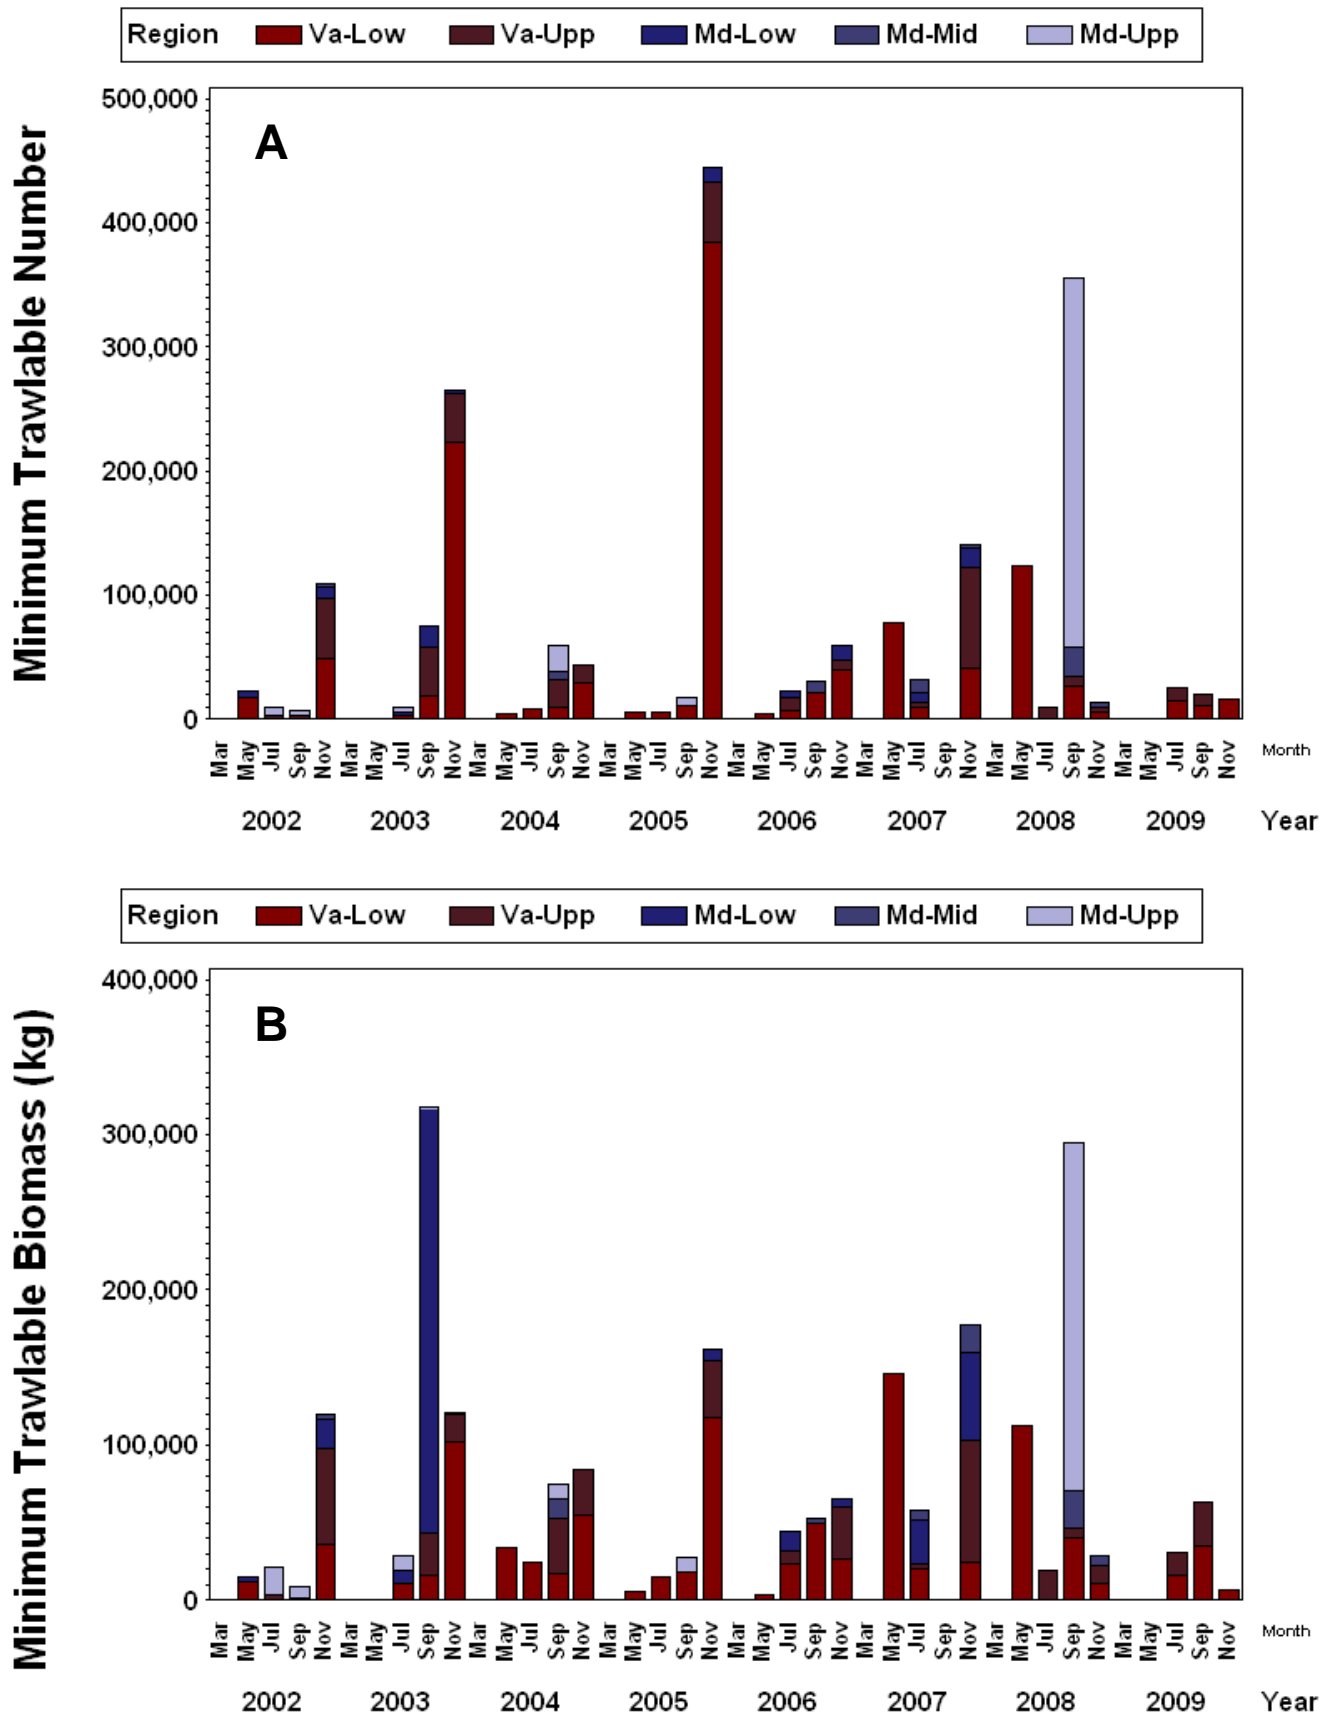 Region Va-Low Va-Upp Md-Low Md-Mid Md-Upp
A
Minimum Trawlable Number
500,000
400,000
300,000
200,000
100,000
0
Mar May Jul Sep Nov Mar May Jul Sep Nov Mar May Jul Sep Nov Mar May Jul Sep Nov Mar May Jul Sep Nov Mar May Jul Sep Nov Mar May Jul Sep Nov Mar May Jul Sep Nov Month
2002 2003 2004 2005 2006 2007 2008 2009 Year
Region Va-Low Va-Upp Md-Low Md-Mid Md-Upp
B
Minimum Trawlable Biomass (kg)
400,000
300,000
200,000
100,000
0
Mar May Jul Sep Nov Mar May Jul Sep Nov Mar May Jul Sep Nov Mar May Jul Sep Nov Mar May Jul Sep Nov Mar May Jul Sep Nov Mar May Jul Sep Nov Mar May Jul Sep Nov Month
2002 2003 2004 2005 2006 2007 2008 2009 Year